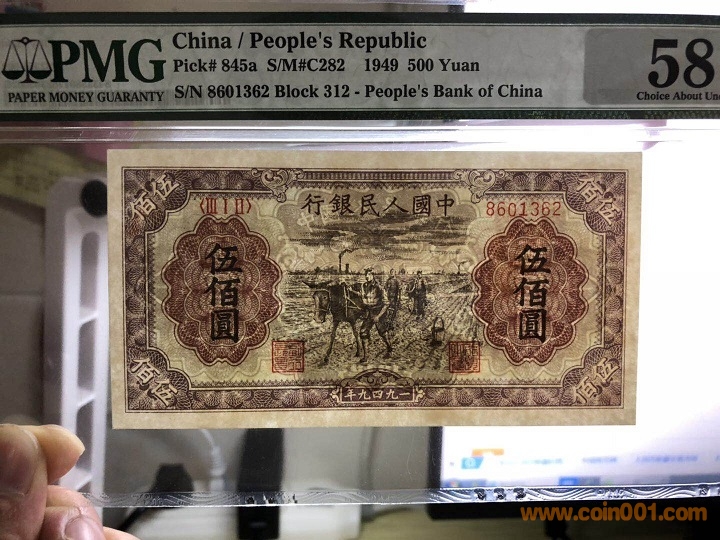 PMG
PAPER MONEY GUARANTY
China / People's Republic
Pick# 845a S/M#C282 1949 500 Yuan
S/N 8601362 Block 312 - People's Bank of China
58
Choice About Un
伍佰
行銀民人國中
伍佰
〈III I II〉
8601362
伍佰圓
伍佰圓
伍佰
年九四九一
伍佰
www.coin001.com